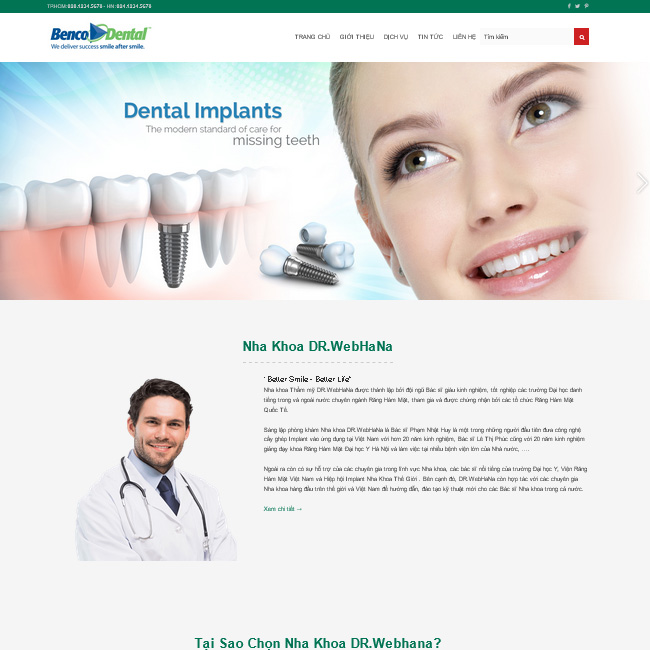 TP.HCM: 028.1234.5678 - HN: 024.1234.5678
Benco Dental™
We deliver success smile after smile.
TRANG CHỦ GIỚI THIỆU DỊCH VỤ TIN TỨC LIÊN HỆ Tìm kiếm
Dental Implants
The modern standard of care for
missing teeth
Nha Khoa DR.WebHaNa
" Better Smile - Better Life"
Nha khoa Thẩm mỹ DR.WebHaNa được thành lập bởi đội ngũ Bác sĩ giàu kinh nghiệm, tốt nghiệp các trường Đại học danh
tiếng trong và ngoài nước chuyên ngành Răng Hàm Mặt, tham gia và được chứng nhận bởi các tổ chức Răng Hàm Mặt
Quốc Tế.
Sáng lập phòng khám Nha khoa DR.WebHaNa là Bác sĩ Phạm Nhật Huy là một trong những người đầu tiên đưa công nghệ
cấy ghép Implant vào ứng dụng tại Việt Nam với hơn 20 năm kinh nghiệm, Bác sĩ Lê Thị Phúc cũng với 20 năm kinh nghiệm
giảng dạy khoa Răng Hàm Mặt Đại học Y Hà Nội và làm việc tại nhiều bệnh viện lớn của Nhà nước, ….
Ngoài ra còn có sự hỗ trợ của các chuyên gia trong lĩnh vực Nha khoa, các bác sĩ nổi tiếng của trường Đại học Y, Viện Răng
Hàm Mặt Việt Nam và Hiệp hội Implant Nha Khoa Thế Giới . Bên cạnh đó, DR.WebHaNa còn hợp tác với các chuyên gia
Nha khoa hàng đầu trên thế giới và Việt Nam để hướng dẫn, đào tạo kỹ thuật mới cho các Bác sĩ Nha khoa trong cả nước.
Xem chi tiết →
Tại Sao Chọn Nha Khoa DR.Webhana?